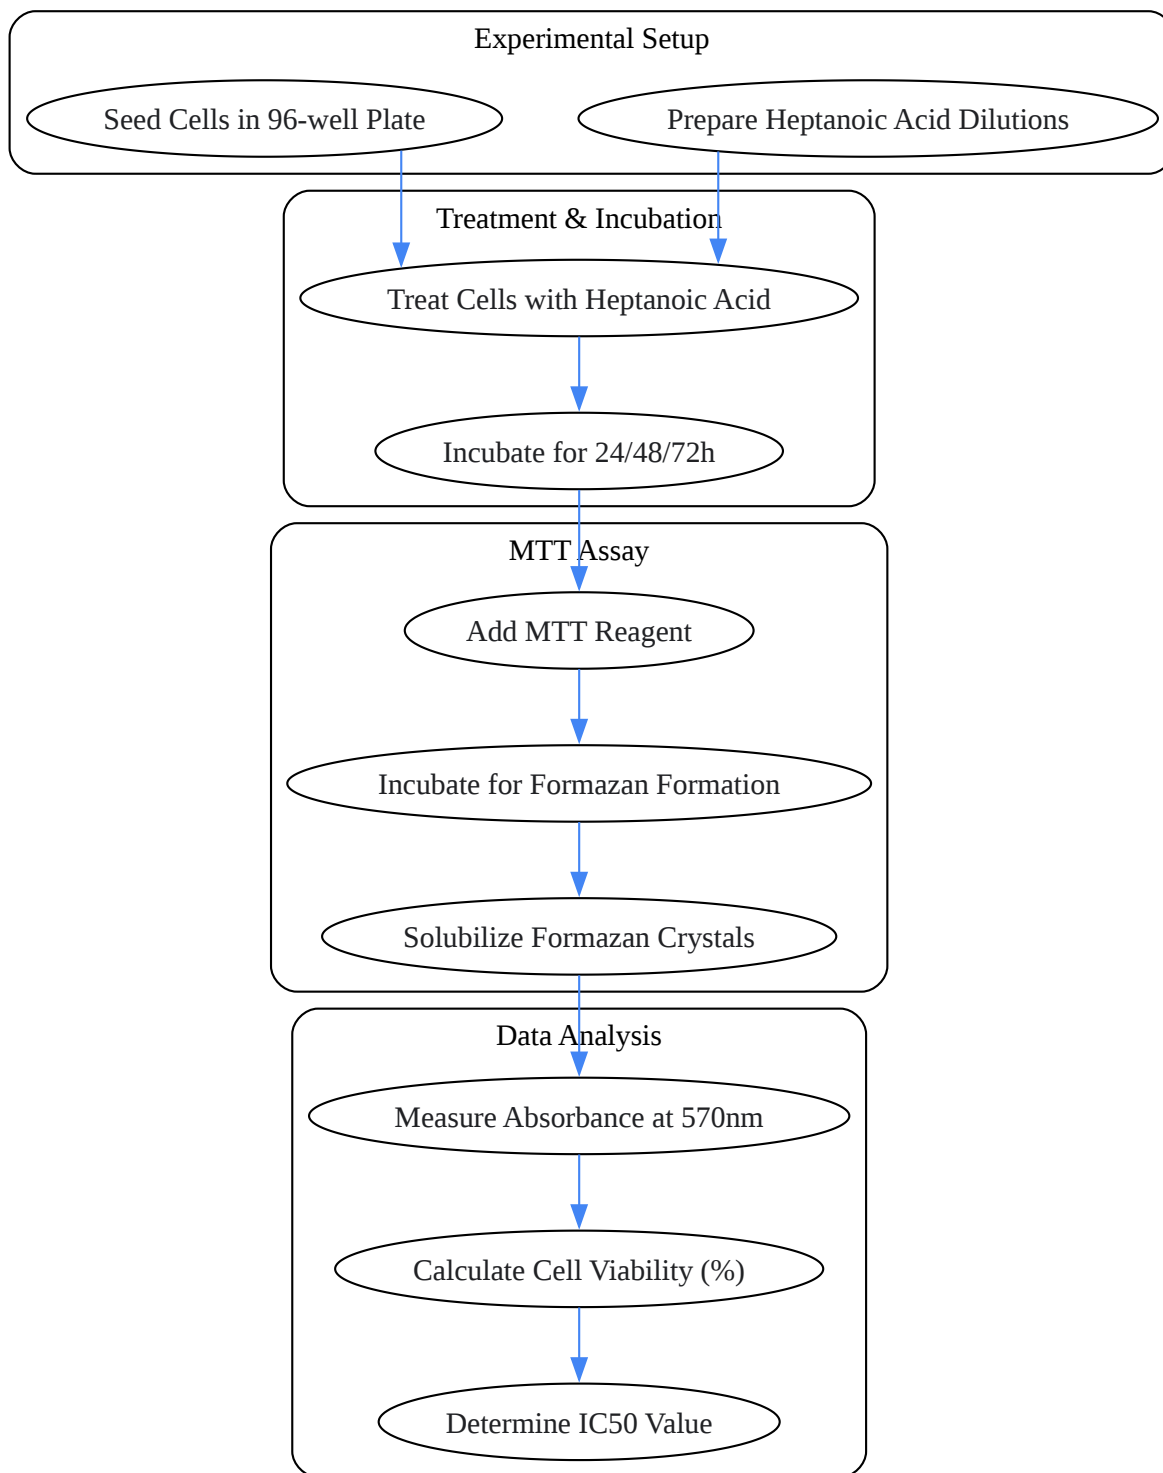 Experimental Setup
Seed Cells in 96-well Plate
Prepare Heptanoic Acid Dilutions
Treatment & Incubation
Treat Cells with Heptanoic Acid
Incubate for 24/48/72h
MTT Assay
Add MTT Reagent
Incubate for Formazan Formation
Solubilize Formazan Crystals
Data Analysis
Measure Absorbance at 570nm
Calculate Cell Viability (%)
Determine IC50 Value